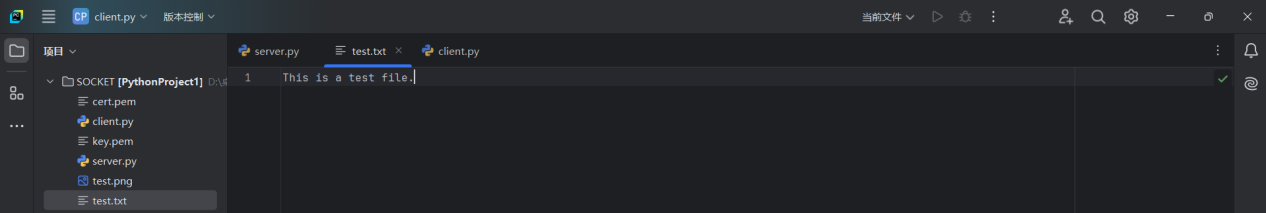 CP client.py 版本控制 当前文件
项目 server.py test.txt client.py
SOCKET [PythonProject1] D:\
1 This is a test file.
cert.pem
client.py
key.pem
server.py
test.png
test.txt